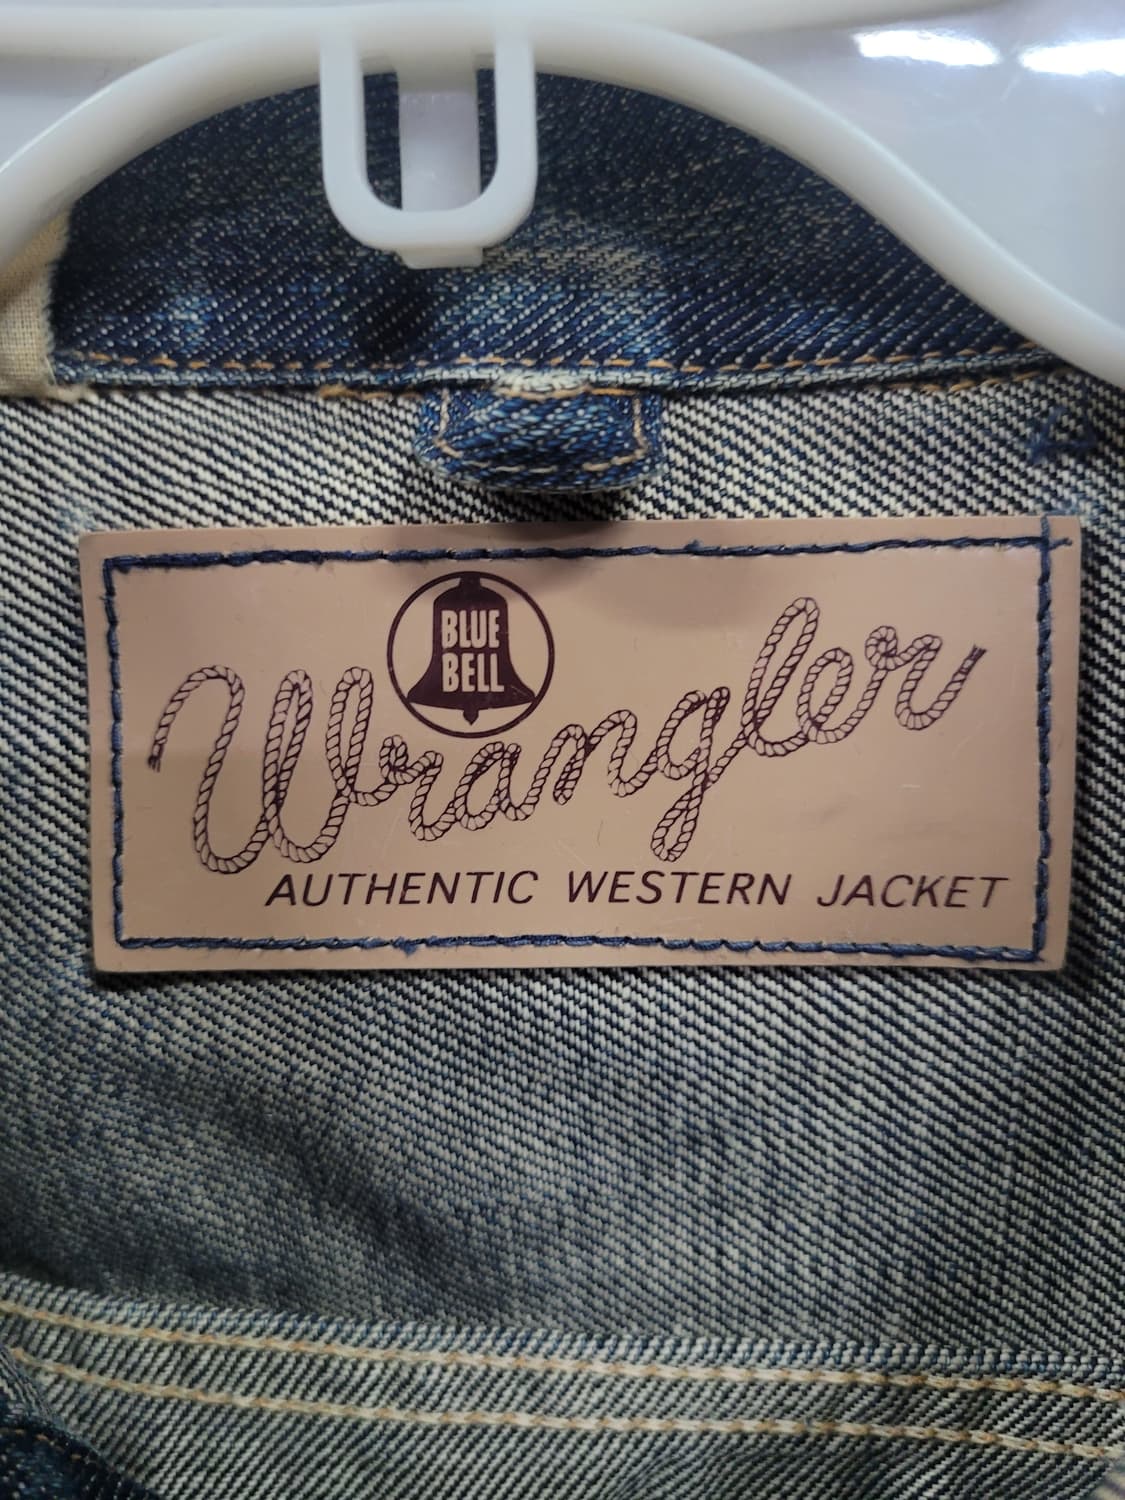 BLUE
BELL
Wrangler
AUTHENTIC WESTERN JACKET